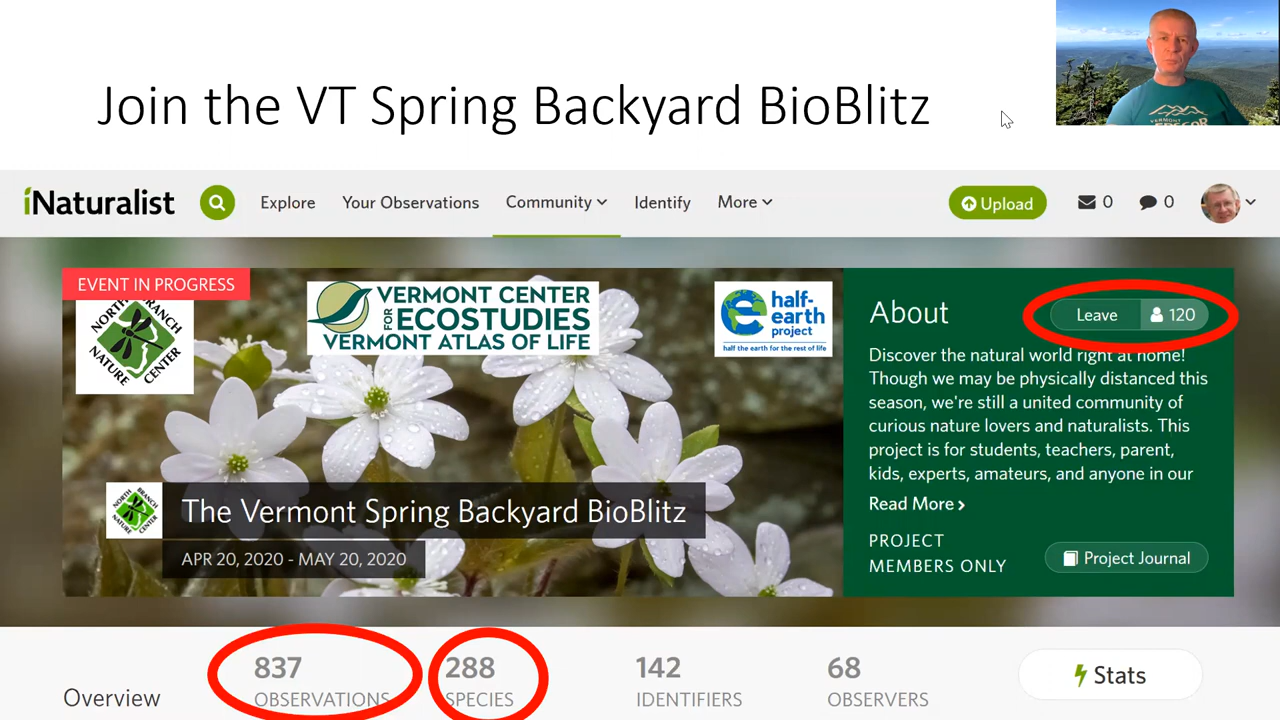 Join the VT Spring Backyard BioBlitz
VERMONT
iNaturalist
Explore
Your Observations
Community
Identify
More
Upload
0
0
EVENT IN PROGRESS
NORTH BRANCH
NATURE CENTER
VERMONT CENTER
FOR ECOSTUDIES
VERMONT ATLAS OF LIFE
half-
earth
project
half the earth for the rest of life
About
Leave
120
Discover the natural world right at home!
Though we may be physically distanced this
season, we're still a united community of
curious nature lovers and naturalists. This
project is for students, teachers, parent,
kids, experts, amateurs, and anyone in our
Read More
PROJECT
MEMBERS ONLY
Project Journal
NORTH BRANCH
NATURE CENTER
The Vermont Spring Backyard BioBlitz
APR 20, 2020 - MAY 20, 2020
Overview
837
OBSERVATIONS
288
SPECIES
142
IDENTIFIERS
68
OBSERVERS
Stats